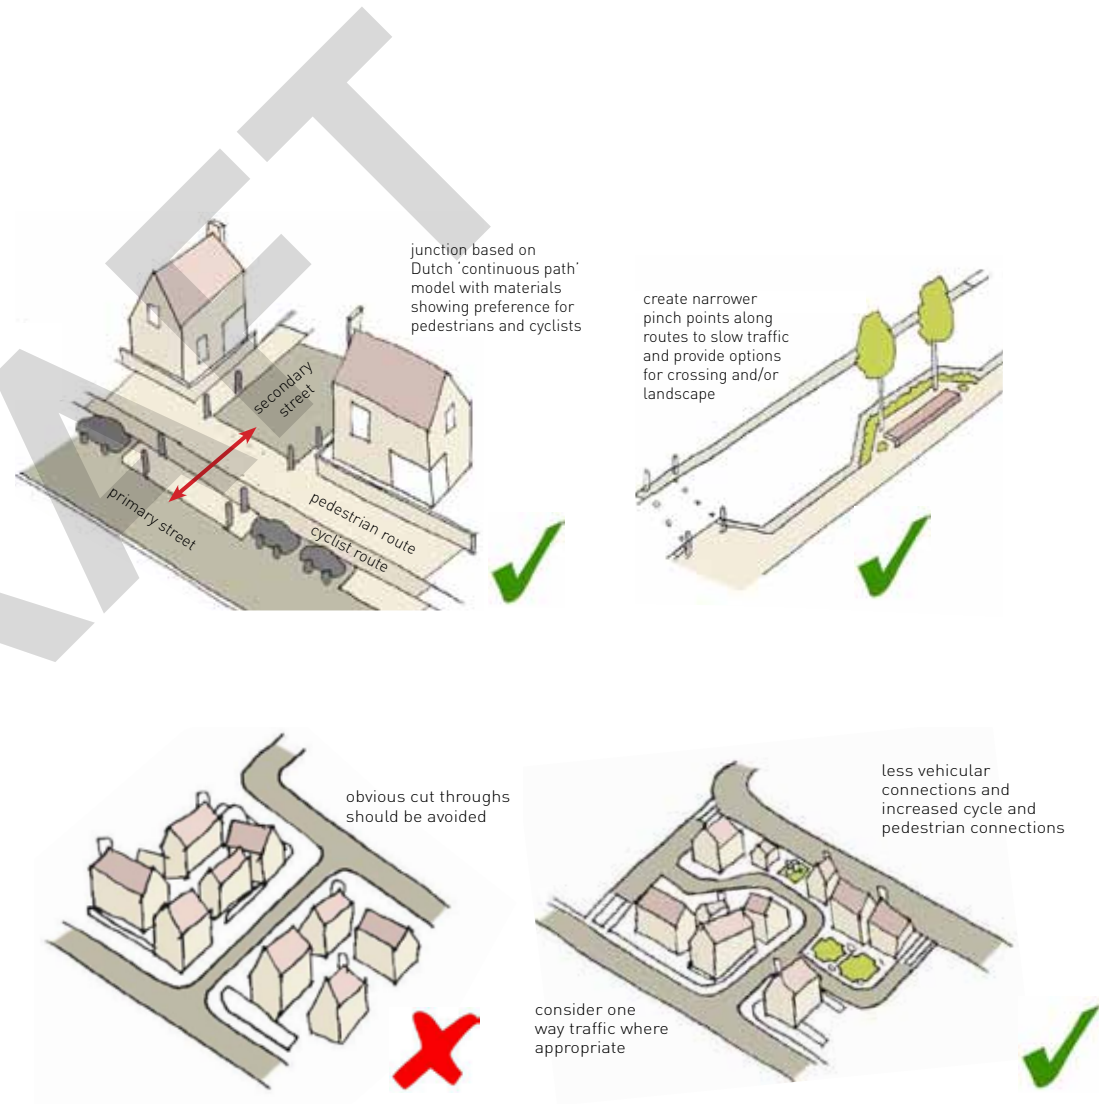 junction based on
Dutch ‘continuous path’
model with materials
showing preference for
pedestrians and cyclists
secondary
street
primary street
pedestrian route
cyclist route
create narrower
pinch points along
routes to slow traffic
and provide options
for crossing and/or
landscape
obvious cut throughs
should be avoided
less vehicular
connections and
increased cycle and
pedestrian connections
consider one
way traffic where
appropriate